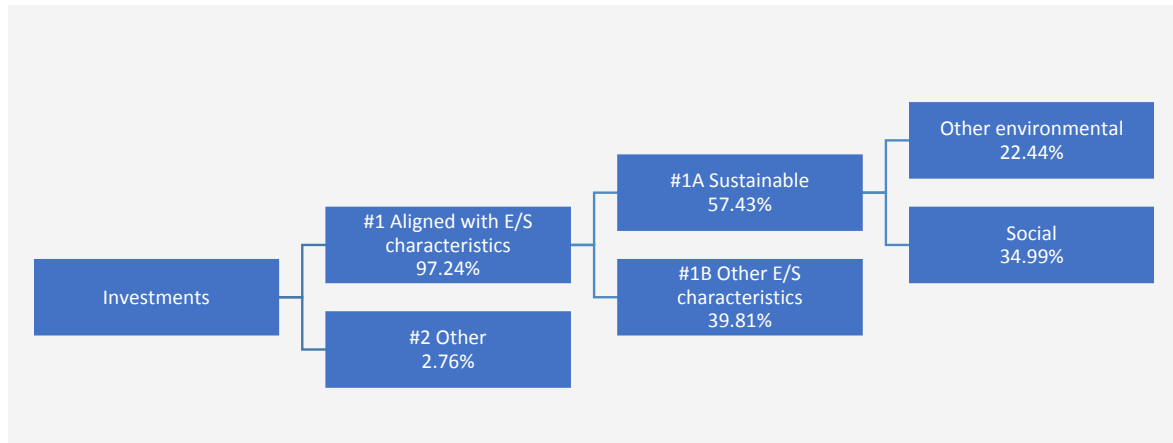 Investments
#1 Aligned with E/S
characteristics
97.24%
#2 Other
2.76%
#1A Sustainable
57.43%
#1B Other E/S
characteristics
39.81%
Other environmental
22.44%
Social
34.99%